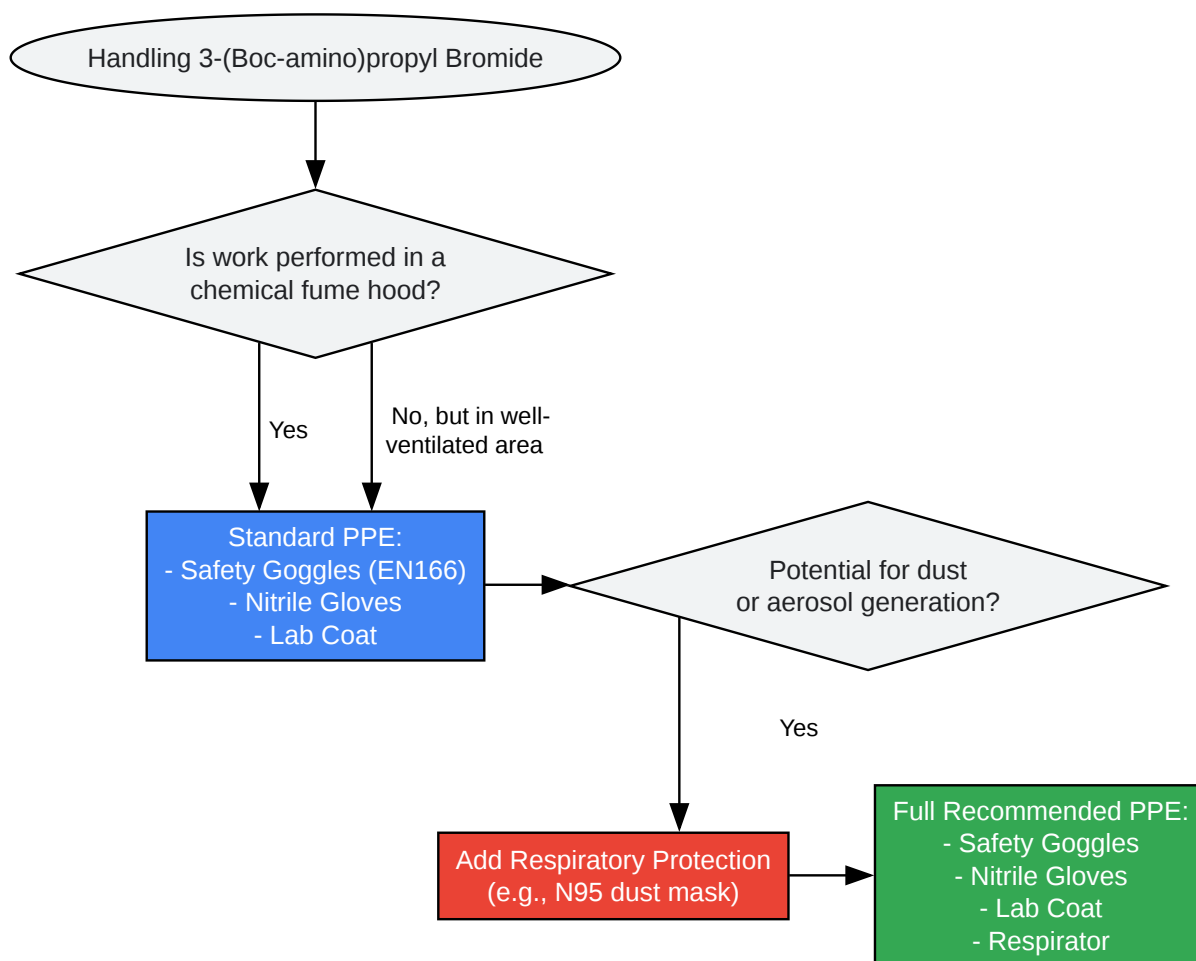 Handling 3-(Boc-amino)propyl Bromide
Is work performed in a
chemical fume hood?
Yes
No, but in well-
ventilated area
Standard PPE:
- Safety Goggles (EN166)
- Nitrile Gloves
- Lab Coat
Potential for dust
or aerosol generation?
Yes
Add Respiratory Protection
(e.g., N95 dust mask)
Full Recommended PPE:
- Safety Goggles
- Nitrile Gloves
- Lab Coat
- Respirator